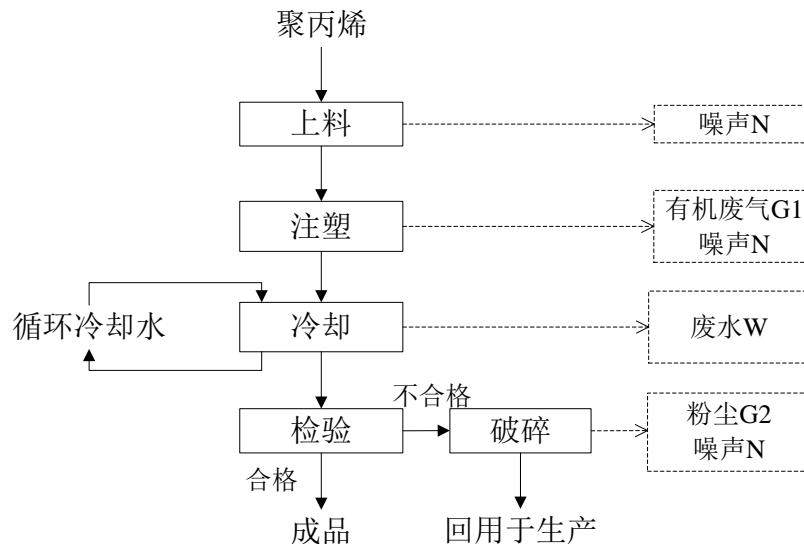 聚丙烯
上料
噪声N
注塑
有机废气G1
噪声N
循环冷却水
冷却
废水W
检验
不合格
破碎
粉尘G2
噪声N
合格
成品
回用于生产